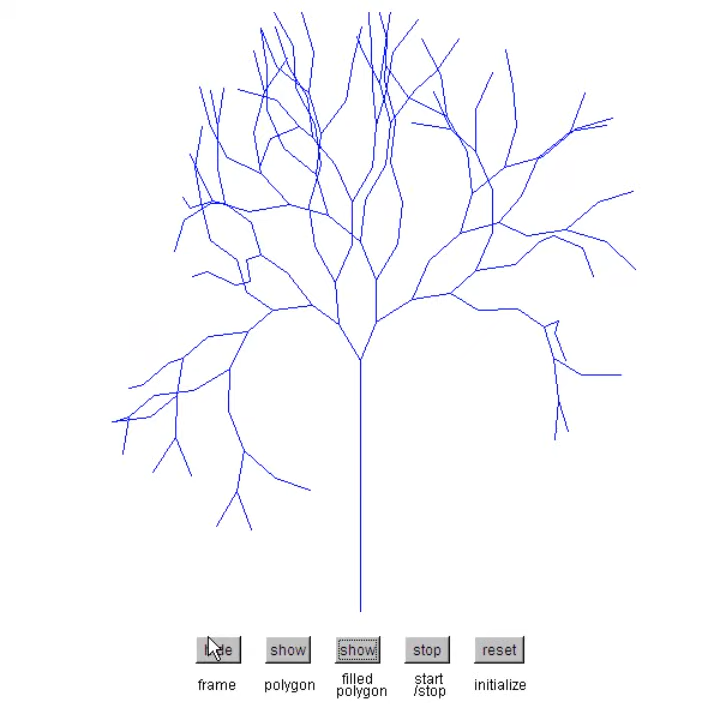 show show stop reset
frame polygon filled polygon start /stop initialize